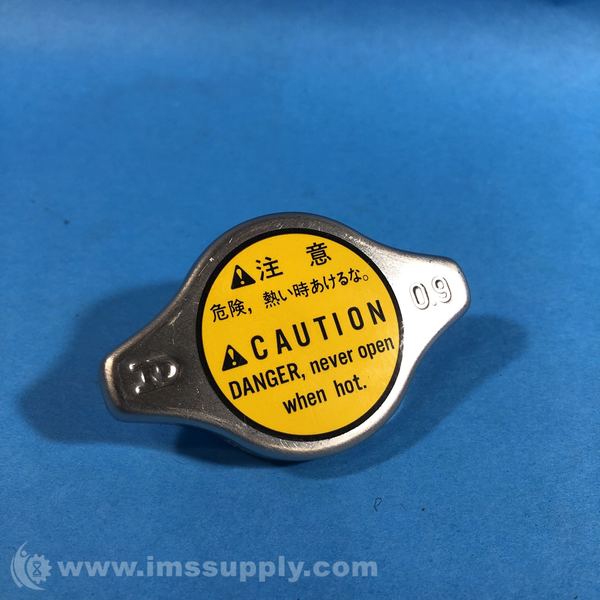 注意
危険，熱い時あけるな。
CAUTION
DANGER, never open
when hot.
0.9
www.imssupply.com